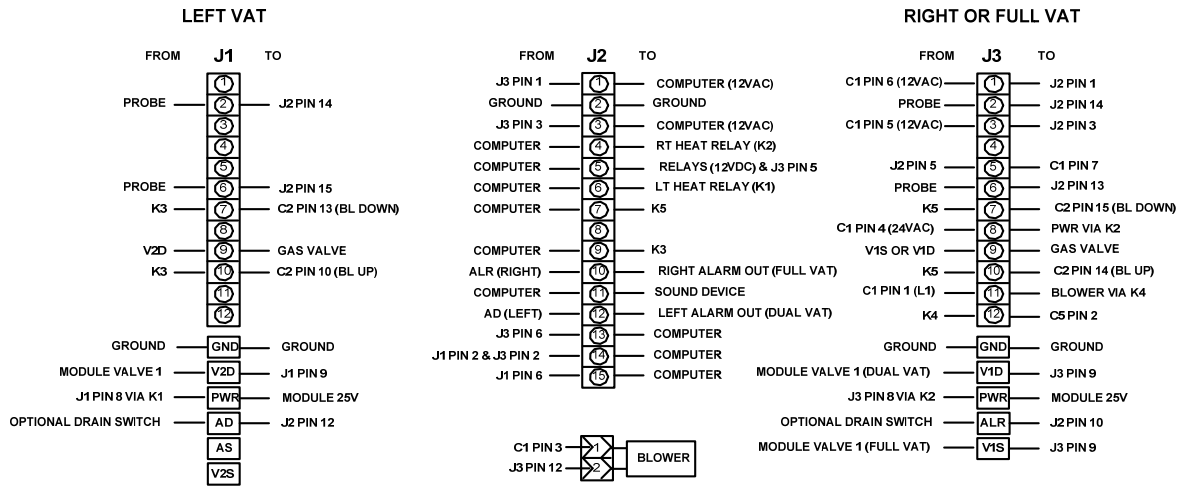 LEFT VAT
FROM J1 TO
1
PROBE 2 J2 PIN 14
3
4
5
PROBE 6 J2 PIN 15
K3 7 C2 PIN 13 (BL DOWN)
8
V2D 9 GAS VALVE
K3 10 C2 PIN 10 (BL UP)
11
12
GROUND GND GROUND
MODULE VALVE 1 V2D J1 PIN 9
J1 PIN 8 VIA K1 PWR MODULE 25V
OPTIONAL DRAIN SWITCH AD J2 PIN 12
AS
V2S
FROM J2 TO
J3 PIN 1 1 COMPUTER (12VAC)
GROUND 2 GROUND
J3 PIN 3 3 COMPUTER (12VAC)
COMPUTER 4 RT HEAT RELAY (K2)
COMPUTER 5 RELAYS (12VDC) & J3 PIN 5
COMPUTER 6 LT HEAT RELAY (K1)
COMPUTER 7 K5
8
COMPUTER 9 K3
ALR (RIGHT) 10 RIGHT ALARM OUT (FULL VAT)
COMPUTER 11 SOUND DEVICE
AD (LEFT) 12 LEFT ALARM OUT (DUAL VAT)
J3 PIN 6 13 COMPUTER
J1 PIN 2 & J3 PIN 2 14 COMPUTER
J1 PIN 6 15 COMPUTER
C1 PIN 3 1
J3 PIN 12 2
BLOWER
RIGHT OR FULL VAT
FROM J3 TO
C1 PIN 6 (12VAC) 1 J2 PIN 1
PROBE 2 J2 PIN 14
C1 PIN 5 (12VAC) 3 J2 PIN 3
4
J2 PIN 5 5 C1 PIN 7
PROBE 6 J2 PIN 13
K5 7 C2 PIN 15 (BL DOWN)
C1 PIN 4 (24VAC) 8 PWR VIA K2
V1S OR V1D 9 GAS VALVE
K5 10 C2 PIN 14 (BL UP)
C1 PIN 1 (L1) 11 BLOWER VIA K4
K4 12 C5 PIN 2
GROUND GND GROUND
MODULE VALVE 1 (DUAL VAT) V1D J3 PIN 9
J3 PIN 8 VIA K2 PWR MODULE 25V
OPTIONAL DRAIN SWITCH ALR J2 PIN 10
MODULE VALVE 1 (FULL VAT) V1S J3 PIN 9